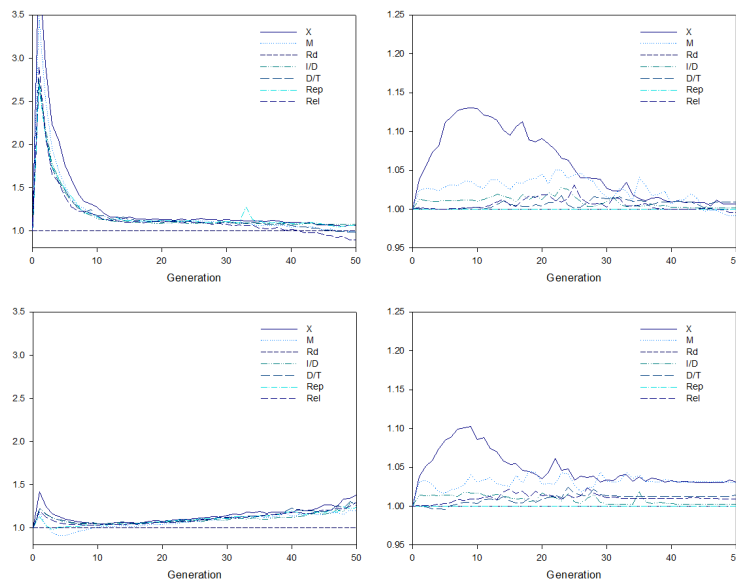 3.5
3.0
2.5
2.0
1.5
1.0
X
M
Rd
I/D
D/T
Rep
Rel
0 10 20 30 40 50
Generation
1.25
1.20
1.15
1.10
1.05
1.00
0.95
X
M
Rd
I/D
D/T
Rep
Rel
0 10 20 30 40 50
Generation
3.5
3.0
2.5
2.0
1.5
1.0
X
M
Rd
I/D
D/T
Rep
Rel
0 10 20 30 40 50
Generation
1.25
1.20
1.15
1.10
1.05
1.00
0.95
X
M
Rd
I/D
D/T
Rep
Rel
0 10 20 30 40 50
Generation